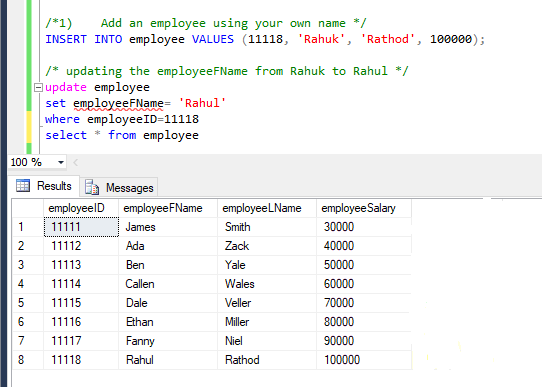 /*1) Add an employee using your own name */
INSERT INTO employee VALUES (11118, 'Rahuk', 'Rathod', 100000);
/* updating the employeeFName from Rahuk to Rahul */
update employee
set employeeFName= 'Rahul'
where employeeID=11118
select * from employee
100 %
Results Messages
employeeID employeeFName employeeLName employeeSalary
1 11111 James Smith 30000
2 11112 Ada Zack 40000
3 11113 Ben Yale 50000
4 11114 Callen Wales 60000
5 11115 Dale Veller 70000
6 11116 Ethan Miller 80000
7 11117 Fanny Niel 90000
8 11118 Rahul Rathod 100000